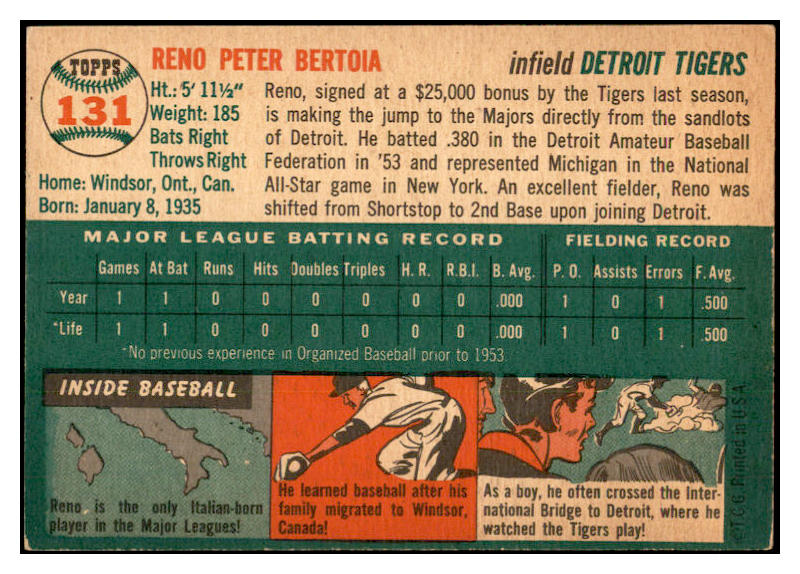 TOPPS
131
RENO PETER BERTOIA
infield DETROIT TIGERS
Ht.: 5' 11½"
Weight: 185
Bats Right
Throws Right
Home: Windsor, Ont., Can.
Born: January 8, 1935
Reno, signed at a $25,000 bonus by the Tigers last season,
is making the jump to the Majors directly from the sandlots
of Detroit. He batted .380 in the Detroit Amateur Baseball
Federation in '53 and represented Michigan in the National
All-Star game in New York. An excellent fielder, Reno was
shifted from Shortstop to 2nd Base upon joining Detroit.
MAJOR LEAGUE BATTING RECORD FIELDING RECORD
Games At Bat Runs Hits Doubles Triples H. R. R.B.I. B. Avg. P. O. Assists Errors F. Avg.
Year 1 1 0 0 0 0 0 0 .000 1 0 1 .500
*Life 1 1 0 0 0 0 0 0 .000 1 0 1 .500
*No previous experience in Organized Baseball prior to 1953.
INSIDE BASEBALL
Reno is the only Italian-born
player in the Major Leagues!
He learned baseball after his
family migrated to Windsor,
Canada!
As a boy, he often crossed the Inter-
national Bridge to Detroit, where he
watched the Tigers play!
©T.C.G. Printed in U.S.A.